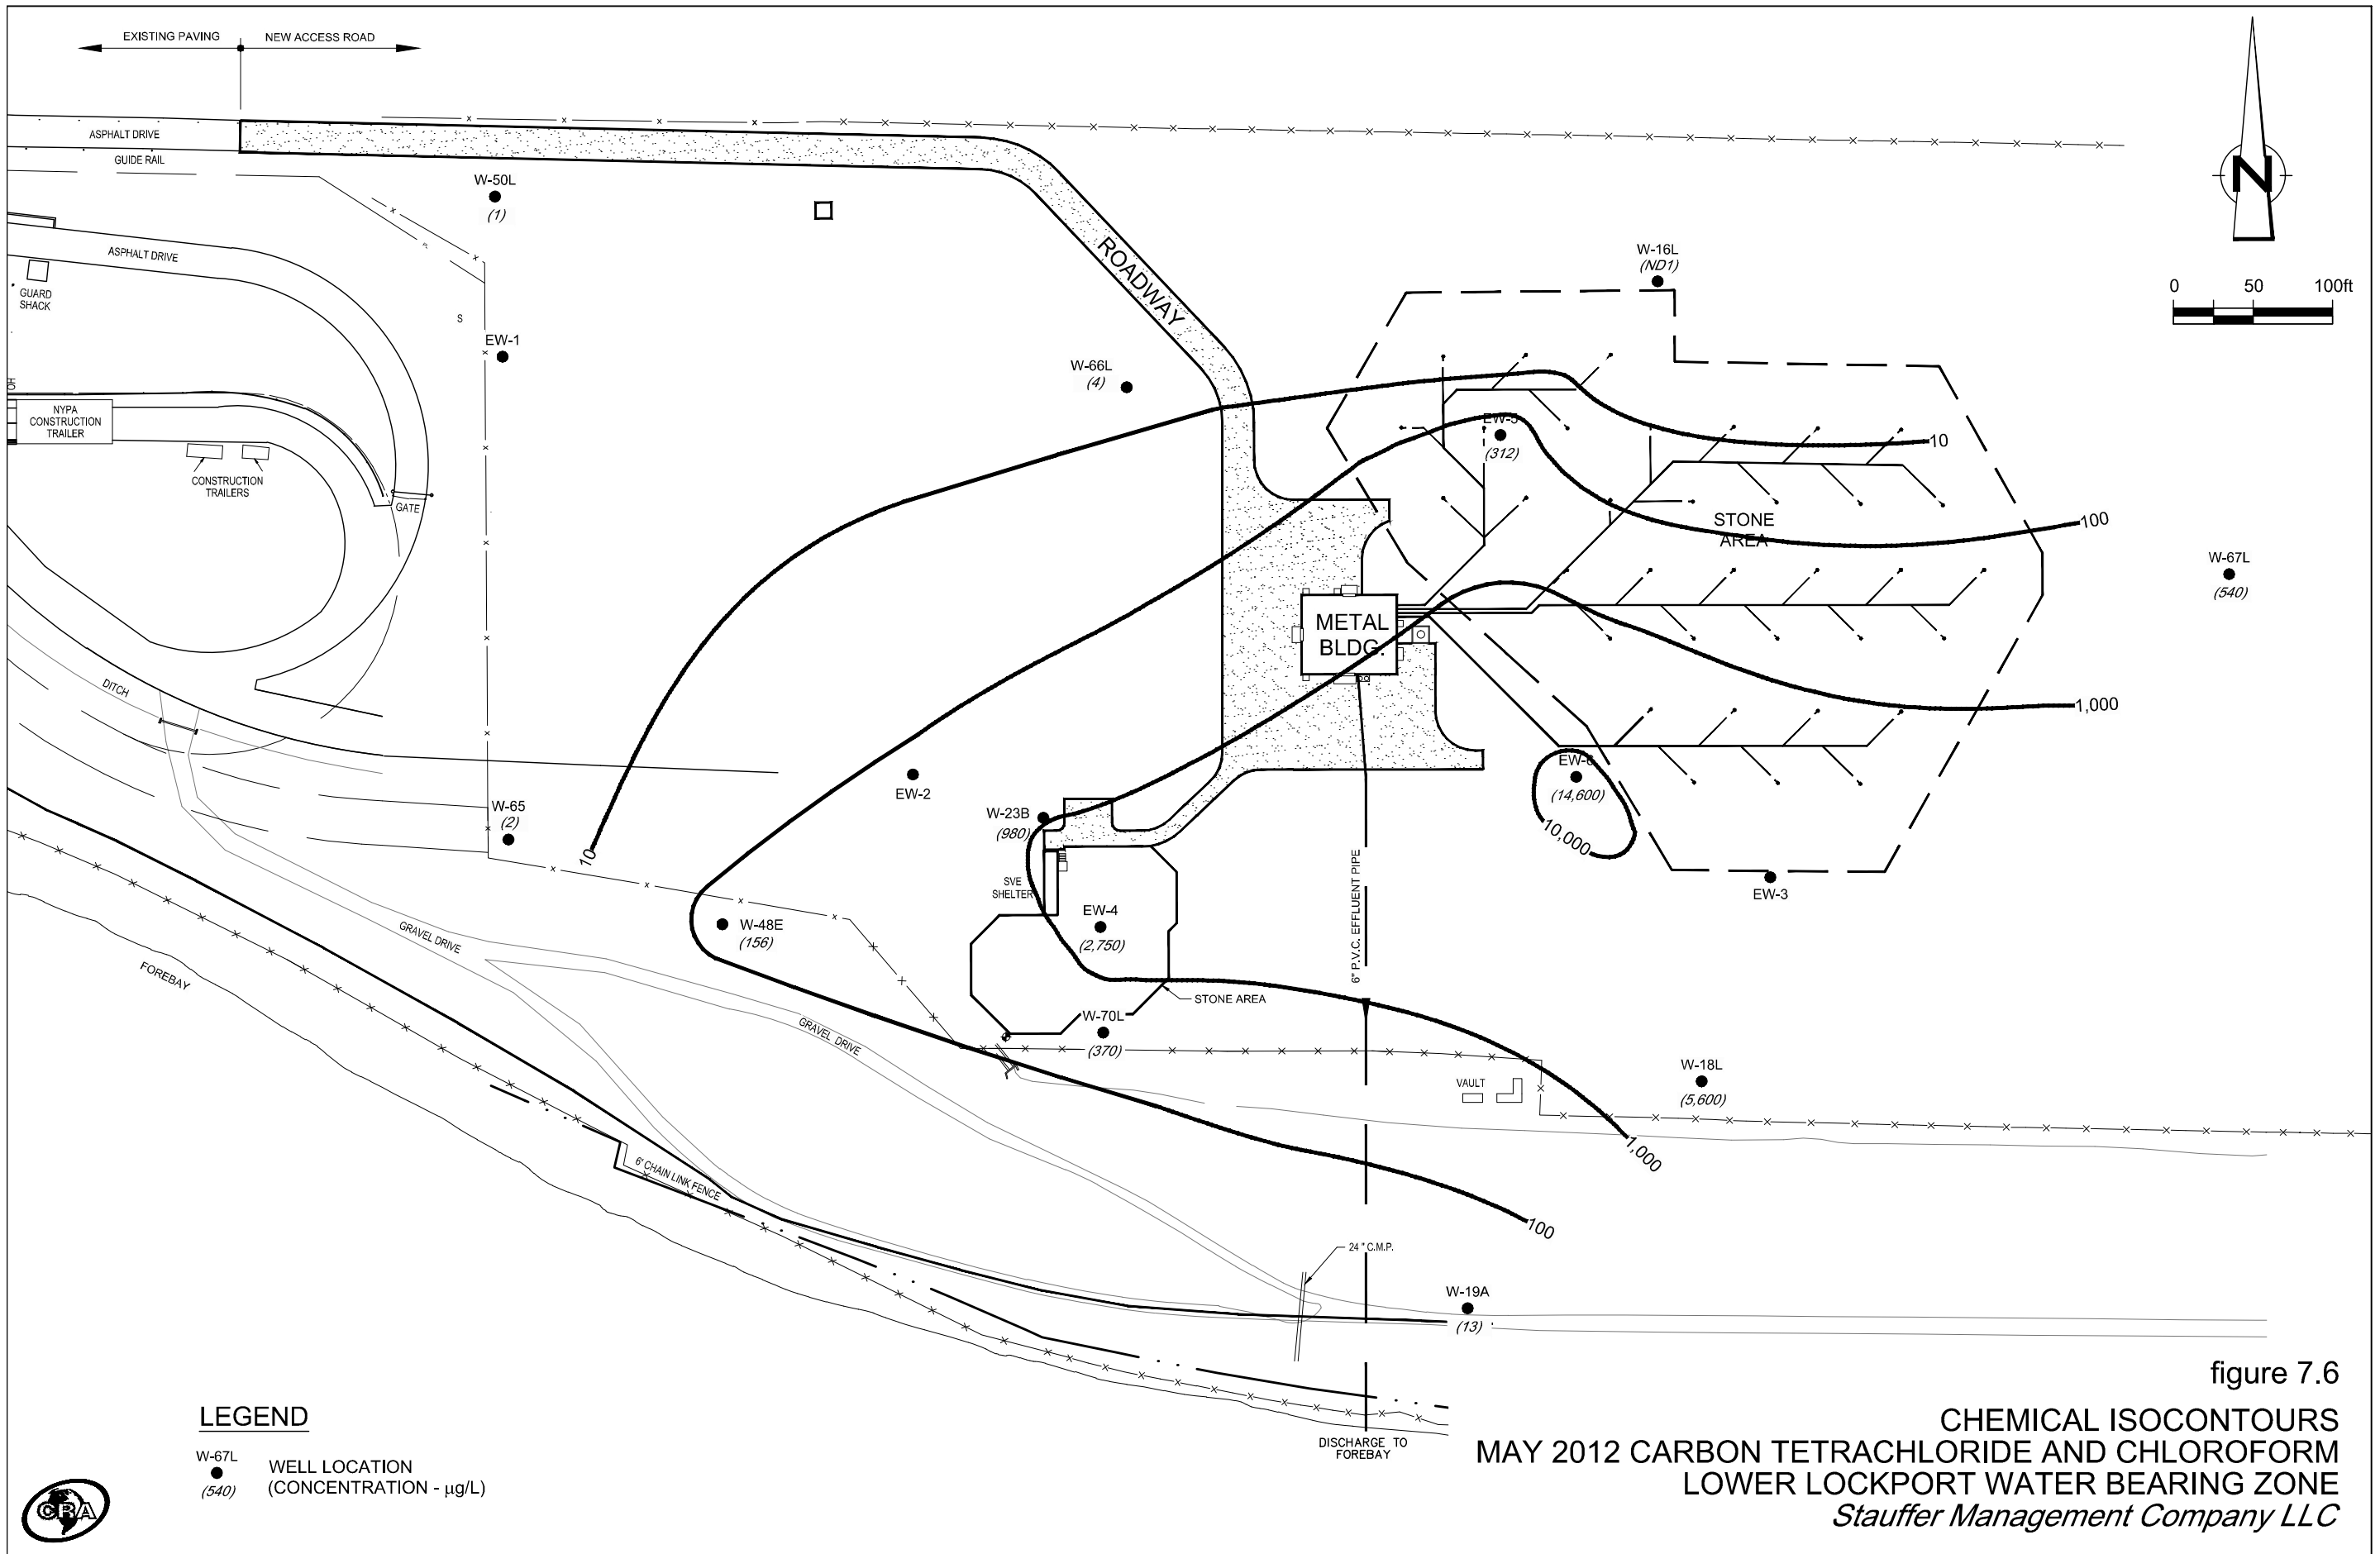 EXISTING PAVING
NEW ACCESS ROAD
ASPHALT DRIVE
GUIDE RAIL
W-50L
(1)
ASPHALT DRIVE
GUARD
SHACK
S
EW-1
ROADWAY
W-66L
(4)
W-16L
(ND1)
N
0 50 100ft
NYPA
CONSTRUCTION
TRAILER
CONSTRUCTION
TRAILERS
GATE
EW-5
(312)
10
STONE
AREA
100
W-67L
(540)
METAL
BLDG.
1,000
DITCH
EW-2
W-65
(2)
10
W-23B
(980)
EW-6
(14,600)
10,000
EW-3
SVE
SHELTER
EW-4
(2,750)
W-48E
(156)
6" P.V.C. EFFLUENT PIPE
GRAVEL DRIVE
FOREBAY
STONE AREA
GRAVEL DRIVE
W-70L
(370)
VAULT
W-18L
(5,600)
1,000
6' CHAIN LINK FENCE
100
24 " C.M.P.
W-19A
(13)
DISCHARGE TO
FOREBAY
LEGEND
W-67L
(540)
WELL LOCATION
(CONCENTRATION - µg/L)
CRA
figure 7.6
CHEMICAL ISOCONTOURS
MAY 2012 CARBON TETRACHLORIDE AND CHLOROFORM
LOWER LOCKPORT WATER BEARING ZONE
Stauffer Management Company LLC